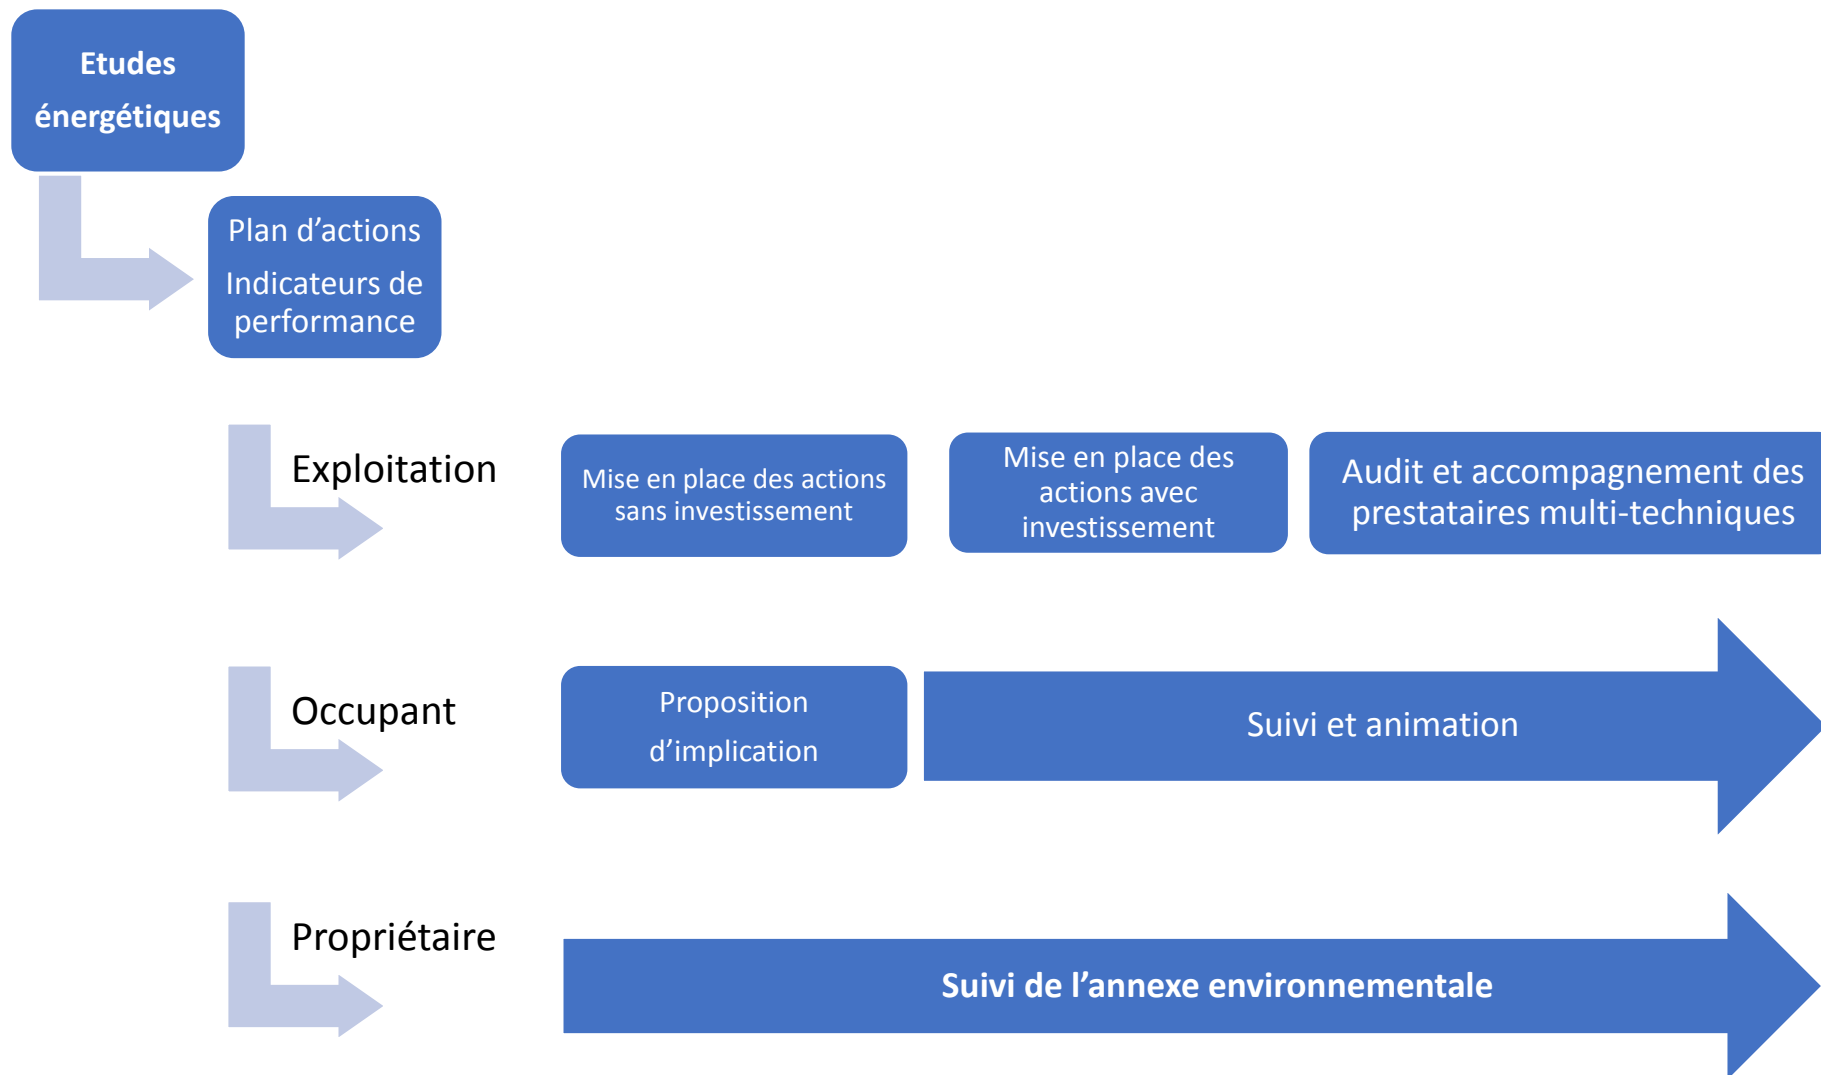 Etudes
énergétiques
Plan d’actions
Indicateurs de
performance
Exploitation
Mise en place des actions
sans investissement
Mise en place des
actions avec
investissement
Audit et accompagnement des
prestataires multi-techniques
Occupant
Proposition
d’implication
Suivi et animation
Propriétaire
Suivi de l’annexe environnementale